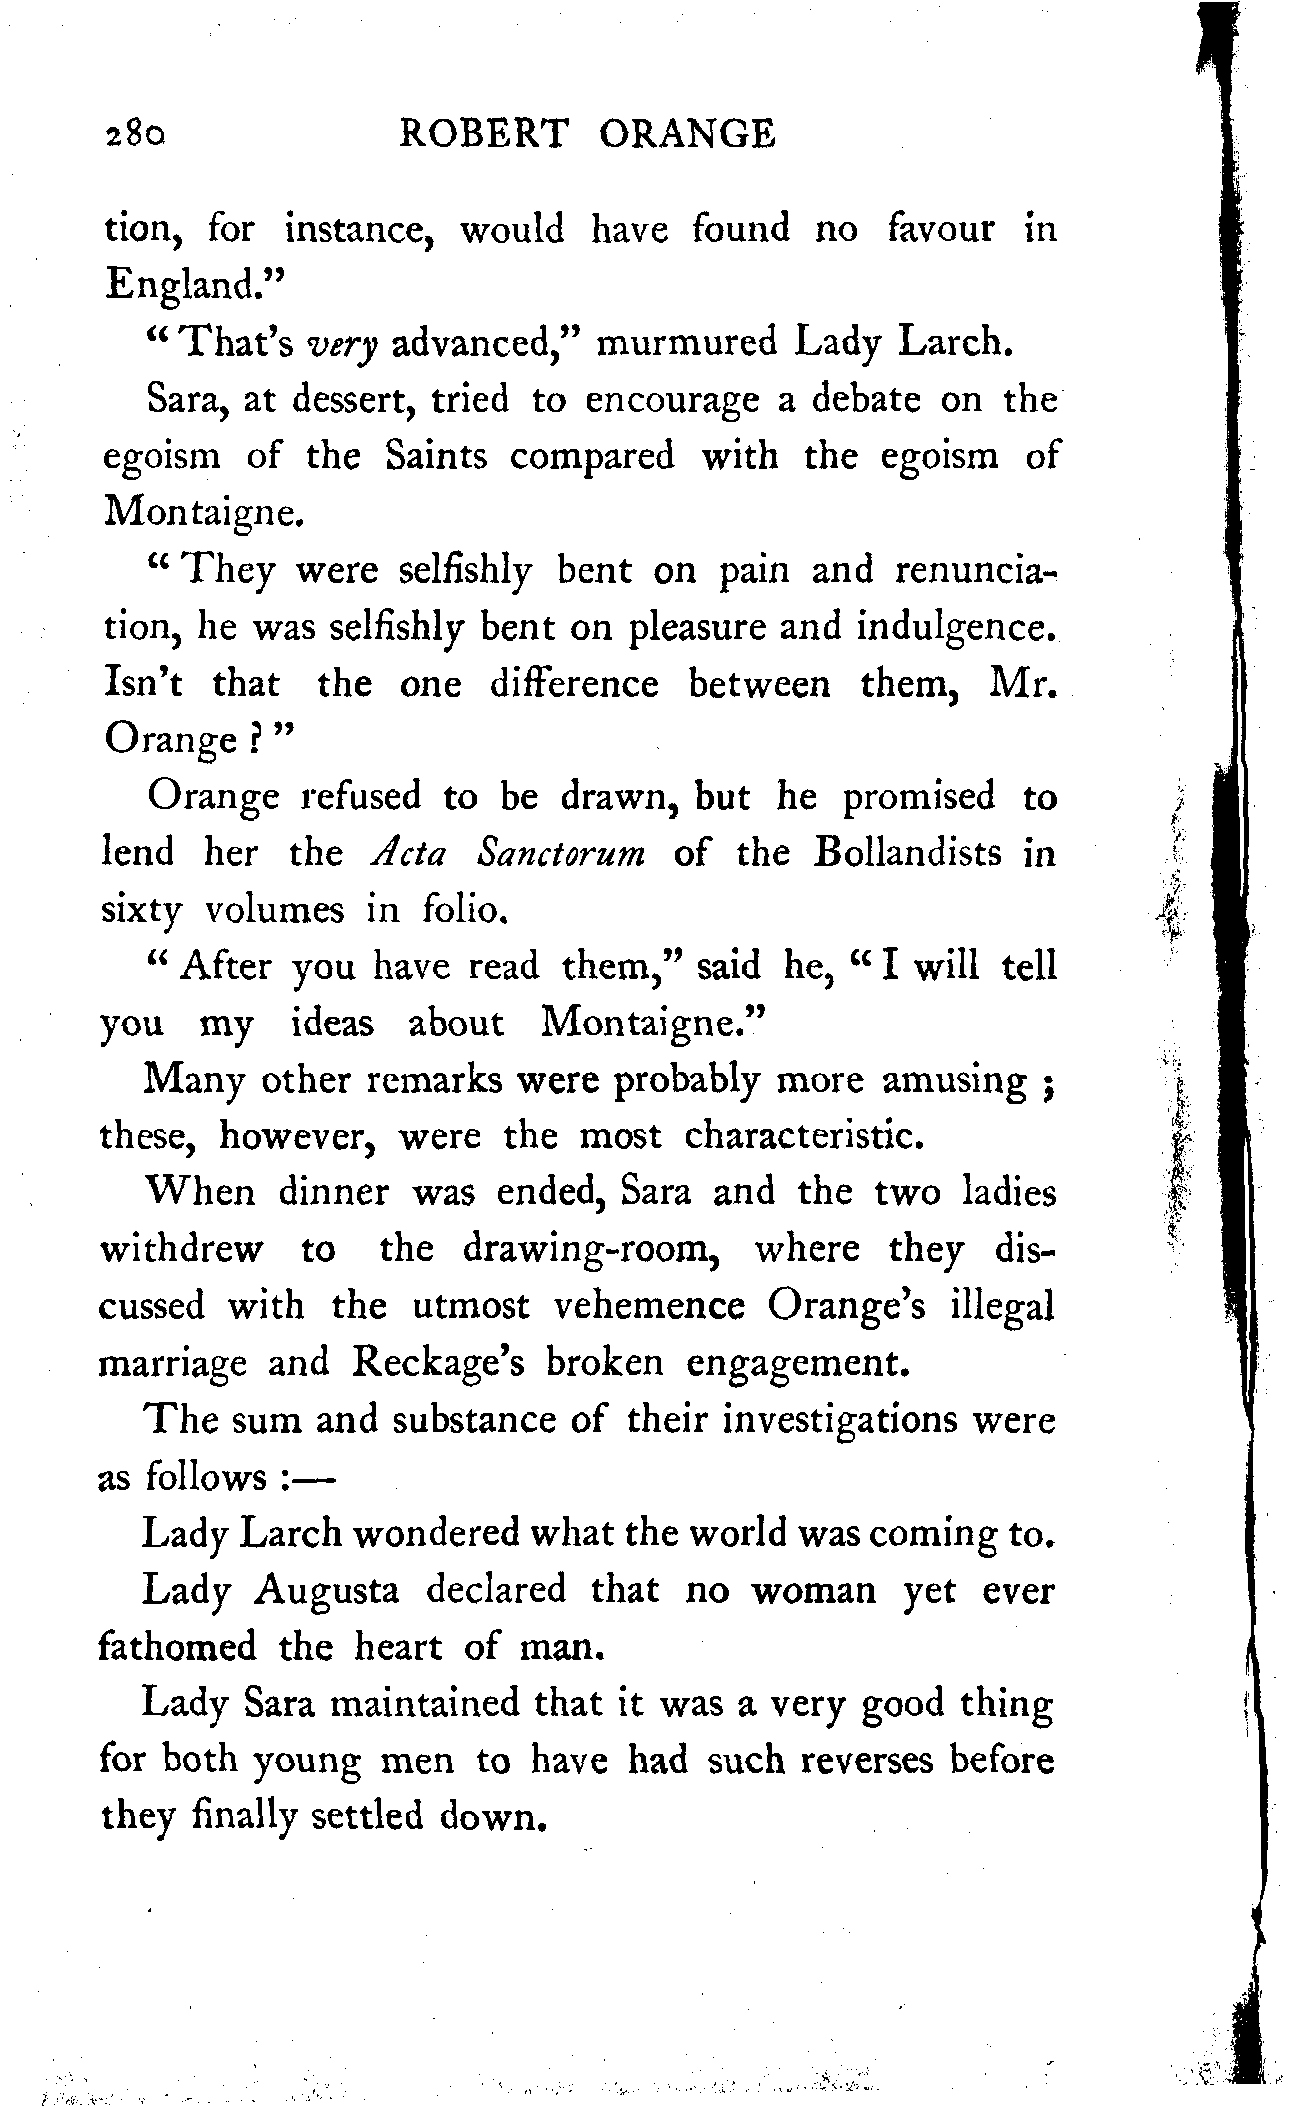 280 ROBERT ORANGE
tion, for instance, would have found no favour in
England."
"That's very advanced," murmured Lady Larch.
Sara, at dessert, tried to encourage a debate on the
egoism of the Saints compared with the egoism of
Montaigne.
"They were selfishly bent on pain and renuncia-
tion, he was selfishly bent on pleasure and indulgence.
Isn't that the one difference between them, Mr.
Orange?"
Orange refused to be drawn, but he promised to
lend her the Acta Sanctorum of the Bollandists in
sixty volumes in folio.
"After you have read them," said he, "I will tell
you my ideas about Montaigne."
Many other remarks were probably more amusing;
these, however, were the most characteristic.
When dinner was ended, Sara and the two ladies
withdrew to the drawing-room, where they dis-
cussed with the utmost vehemence Orange's illegal
marriage and Reckage's broken engagement.
The sum and substance of their investigations were
as follows:—
Lady Larch wondered what the world was coming to.
Lady Augusta declared that no woman yet ever
fathomed the heart of man.
Lady Sara maintained that it was a very good thing
for both young men to have had such reverses before
they finally settled down.